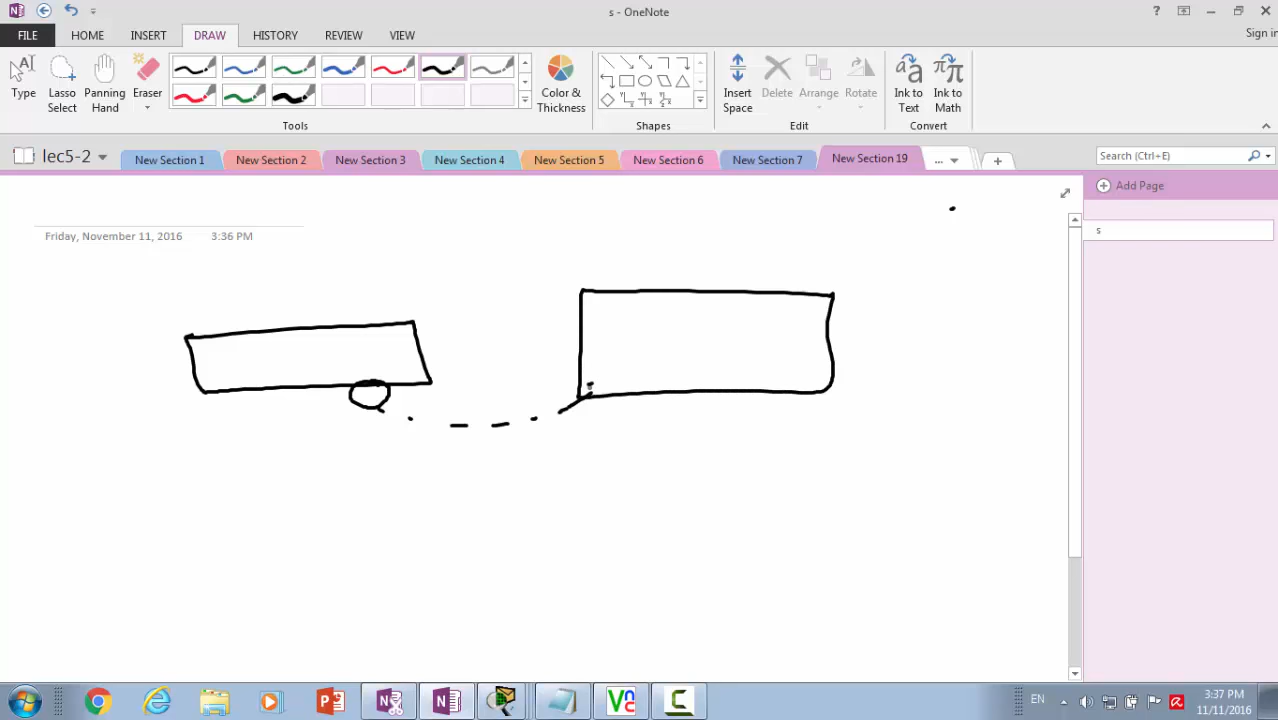 s - OneNote
FILE HOME INSERT DRAW HISTORY REVIEW VIEW
Sign in
Type
Lasso Select
Panning Hand
Eraser
Color & Thickness
Insert Space
Delete
Arrange
Rotate
Ink to Text
Ink to Math
Tools
Shapes
Edit
Convert
lec5-2
New Section 1 New Section 2 New Section 3 New Section 4 New Section 5 New Section 6 New Section 7 New Section 19 ...
Search (Ctrl+E)
Add Page
s
Friday, November 11, 2016 3:36 PM
EN
3:37 PM
11/11/2016